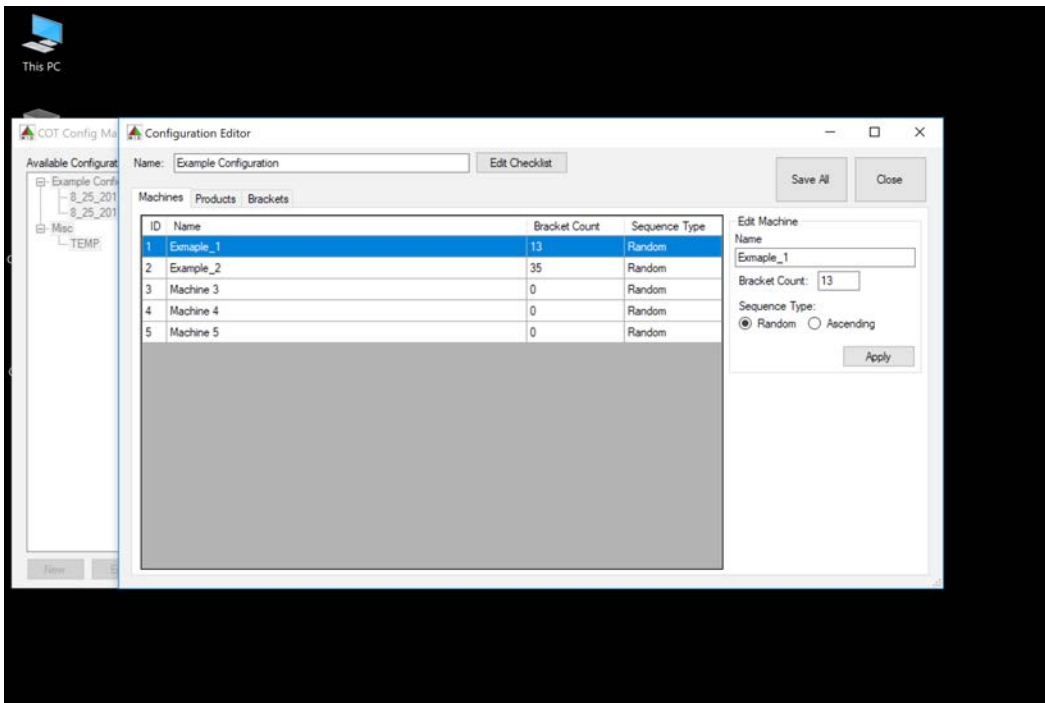 This PC
COT Config Ma
Configuration Editor
Available Configurat
Example Confi
8_25_201
8_25_201
Misc
TEMP
New
Name: Example Configuration Edit Checklist
Save All Close
Machines Products Brackets
ID Name Bracket Count Sequence Type
1 Exmaple_1 13 Random
2 Example_2 35 Random
3 Machine 3 0 Random
4 Machine 4 0 Random
5 Machine 5 0 Random
Edit Machine
Name
Exmaple_1
Bracket Count: 13
Sequence Type:
Random Ascending
Apply